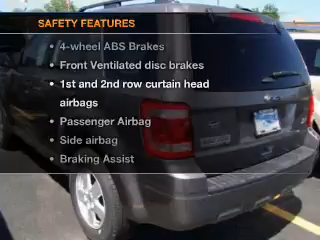 SAFETY FEATURES
• 4-wheel ABS Brakes
• Front Ventilated disc brakes
• 1st and 2nd row curtain head
airbags
• Passenger Airbag
• Side airbag
• Braking Assist